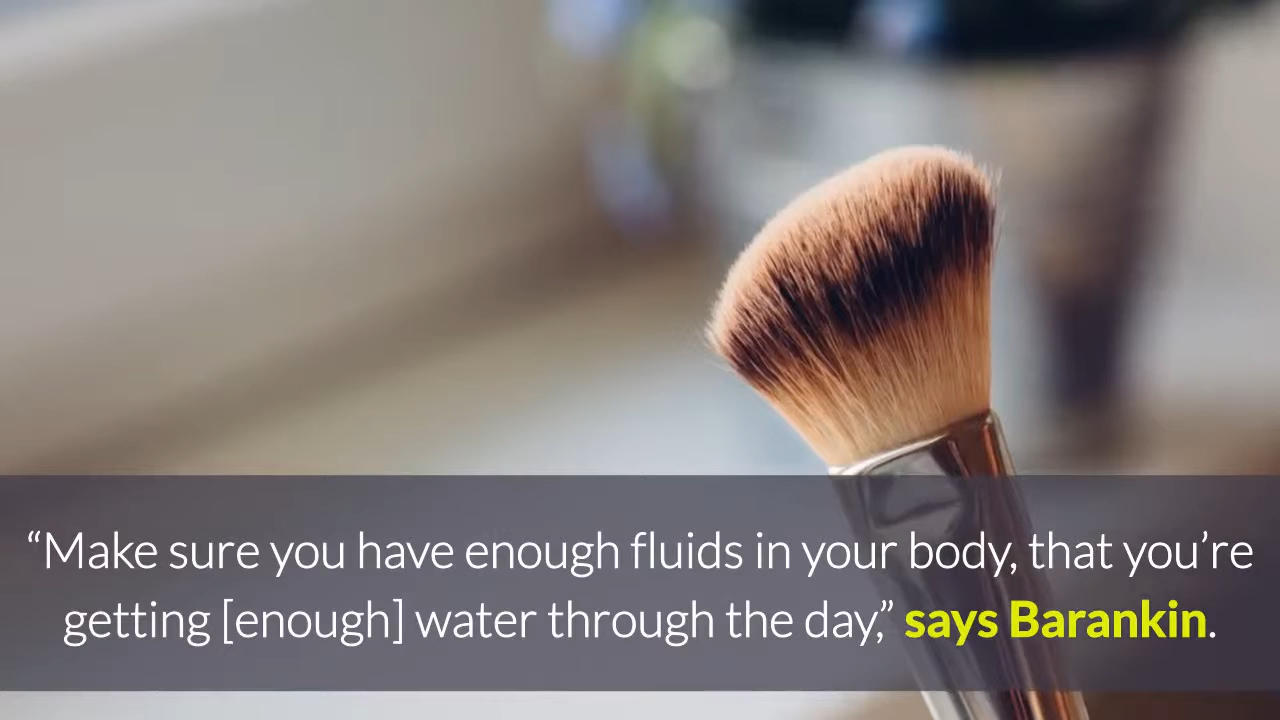 “Make sure you have enough fluids in your body, that you’re
getting [enough] water through the day,” says Barankin.